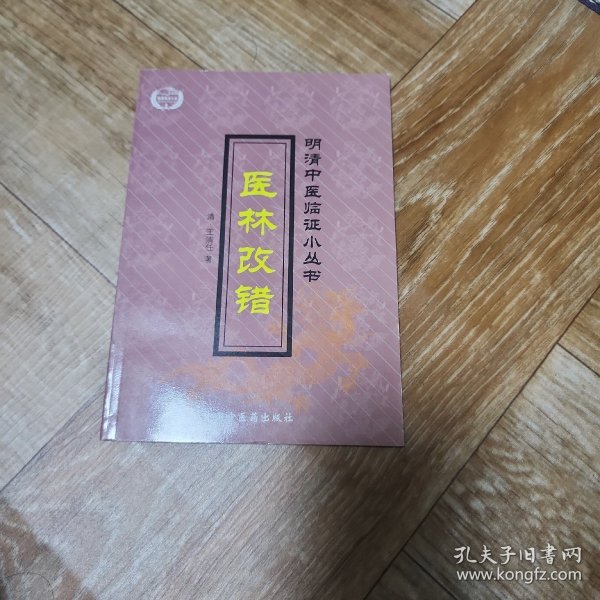 明清中医临证小丛书
医林改错
清 王清任 著
中医药出版社
孔夫子旧书网
www.kongfz.com